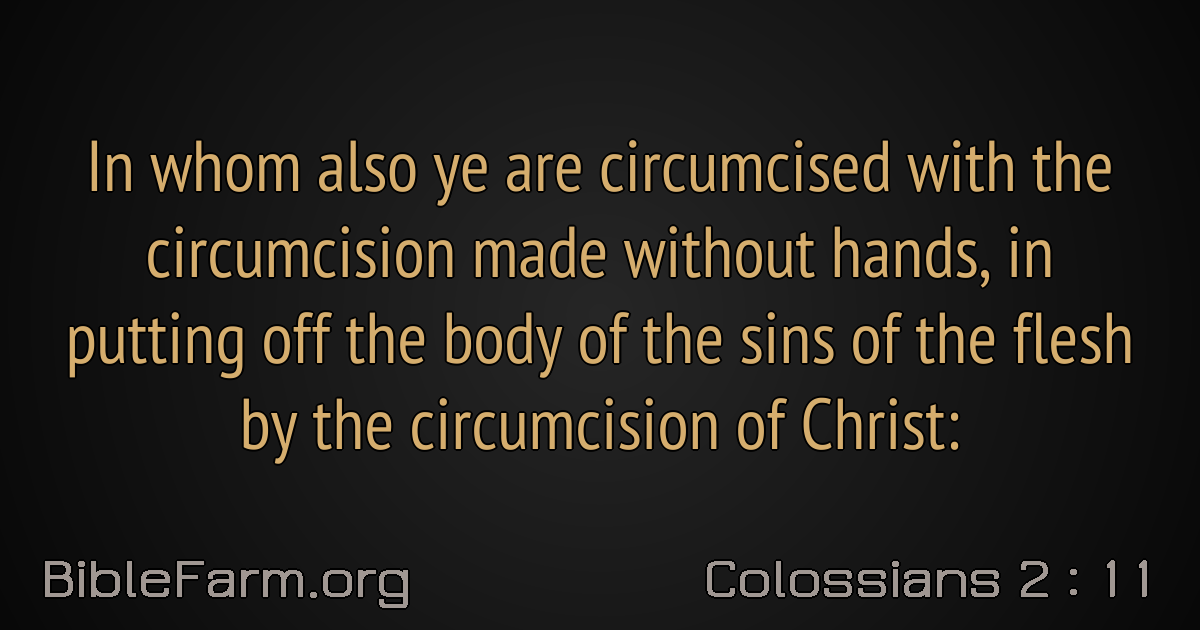 In whom also ye are circumcised with the
circumcision made without hands, in
putting off the body of the sins of the flesh
by the circumcision of Christ:
BibleFarm.org
Colossians 2 : 11